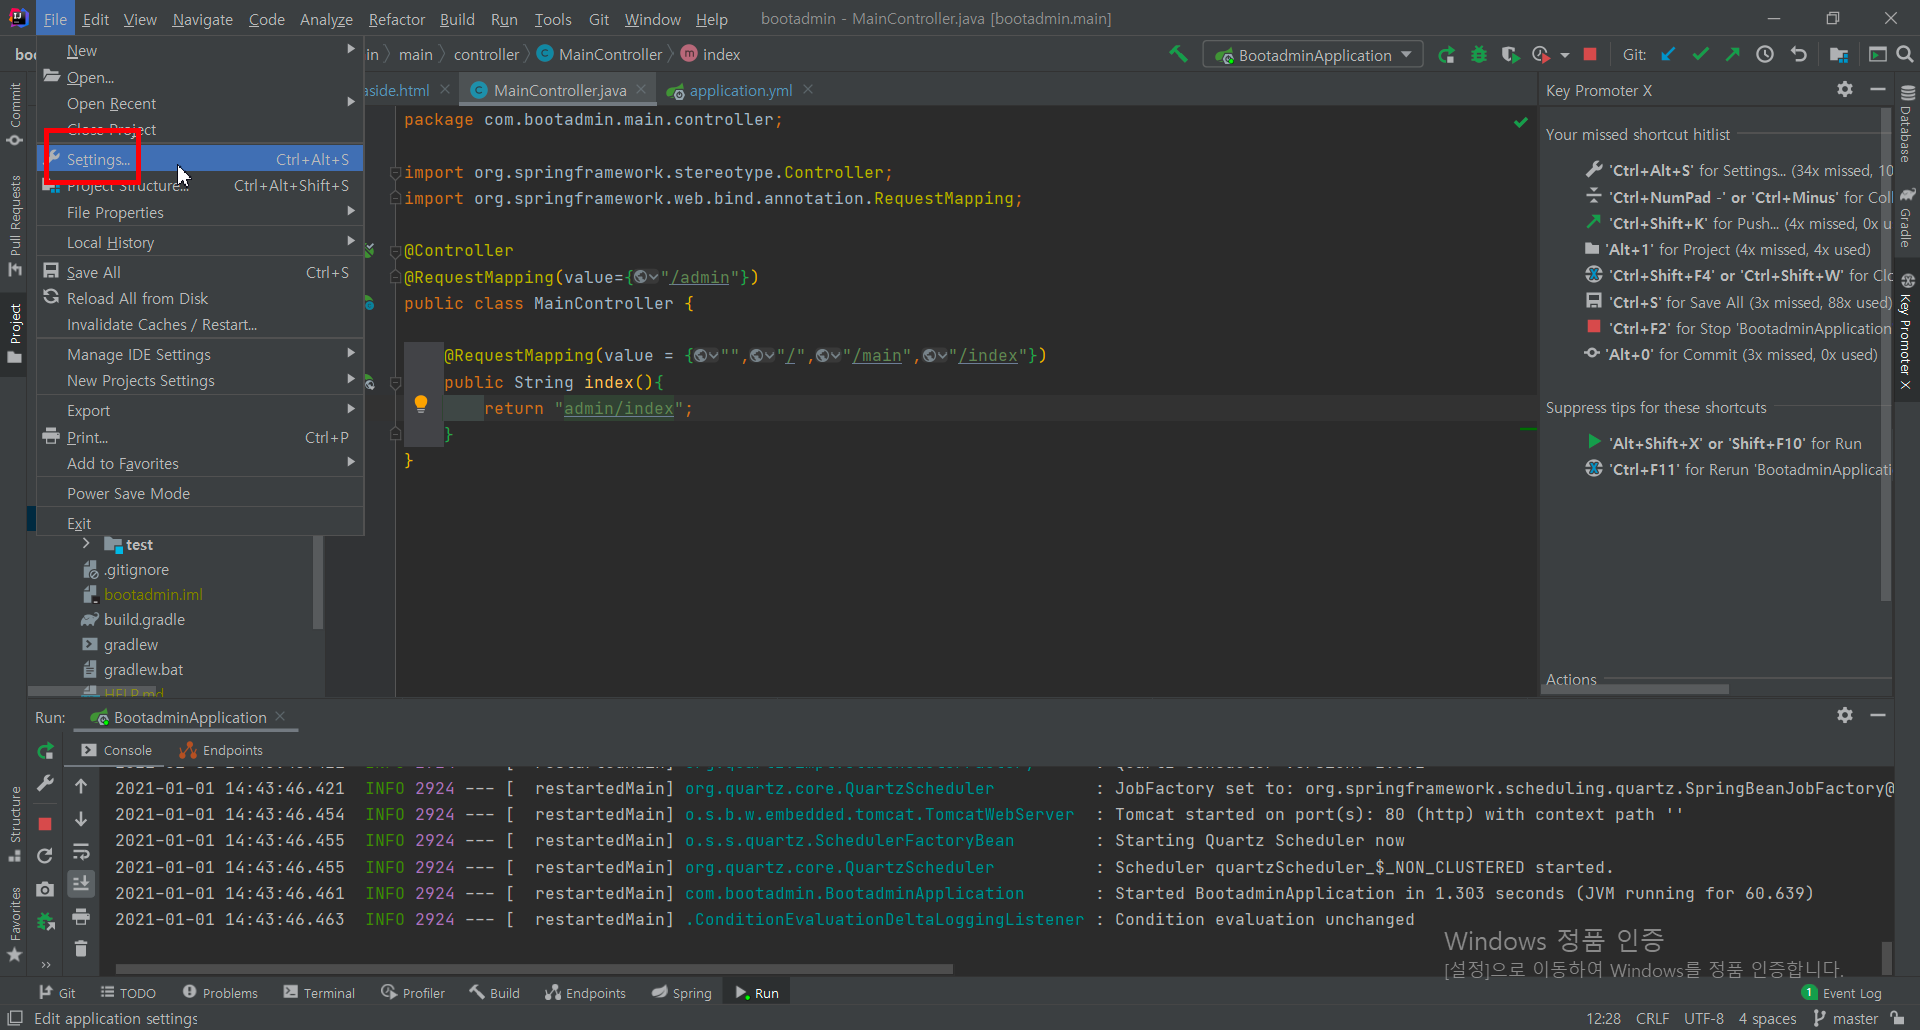 File Edit View Navigate Code Analyze Refactor Build Run Tools Git Window Help bootadmin - MainController.java [bootadmin.main]
main controller MainController index BootadminApplication Git:
New
Open...
Open Recent
Close Project
Settings... Ctrl+Alt+S
Project Structure... Ctrl+Alt+Shift+S
File Properties
Local History
Save All Ctrl+S
Reload All from Disk
Invalidate Caches / Restart...
Manage IDE Settings
New Projects Settings
Export
Print... Ctrl+P
Add to Favorites
Power Save Mode
Exit
test
.gitignore
bootadmin.iml
build.gradle
gradlew
gradlew.bat
HELP.md
Commit
Pull Requests
Project
Structure
Favorites
aside.html MainController.java application.yml
package com.bootadmin.main.controller;
import org.springframework.stereotype.Controller;
import org.springframework.web.bind.annotation.RequestMapping;
@Controller
@RequestMapping(value={"/admin"})
public class MainController {
@RequestMapping(value = {"","/","/main","/index"})
public String index(){
return "admin/index";
}
}
Key Promoter X
Your missed shortcut hitlist
'Ctrl+Alt+S' for Settings... (34x missed, 10
'Ctrl+NumPad -' or 'Ctrl+Minus' for Col
'Ctrl+Shift+K' for Push... (4x missed, 0x u
'Alt+1' for Project (4x missed, 4x used)
'Ctrl+Shift+F4' or 'Ctrl+Shift+W' for Clo
'Ctrl+S' for Save All (3x missed, 88x used)
'Ctrl+F2' for Stop 'BootadminApplication
'Alt+0' for Commit (3x missed, 0x used)
Suppress tips for these shortcuts
'Alt+Shift+X' or 'Shift+F10' for Run
'Ctrl+F11' for Rerun 'BootadminApplicati
Actions
Database
Gradle
Key Promoter X
Run: BootadminApplication
Console Endpoints
2021-01-01 14:43:46.421 INFO 2924 --- [ restartedMain] org.quartz.core.QuartzScheduler : JobFactory set to: org.springframework.scheduling.quartz.SpringBeanJobFactory@
2021-01-01 14:43:46.454 INFO 2924 --- [ restartedMain] o.s.b.w.embedded.tomcat.TomcatWebServer : Tomcat started on port(s): 80 (http) with context path ''
2021-01-01 14:43:46.455 INFO 2924 --- [ restartedMain] o.s.s.quartz.SchedulerFactoryBean : Starting Quartz Scheduler now
2021-01-01 14:43:46.455 INFO 2924 --- [ restartedMain] org.quartz.core.QuartzScheduler : Scheduler quartzScheduler_$_NON_CLUSTERED started.
2021-01-01 14:43:46.461 INFO 2924 --- [ restartedMain] com.bootadmin.BootadminApplication : Started BootadminApplication in 1.303 seconds (JVM running for 60.639)
2021-01-01 14:43:46.463 INFO 2924 --- [ restartedMain] .ConditionEvaluationDeltaLoggingListener : Condition evaluation unchanged
Windows 정품 인증
[설정]으로 이동하여 Windows를 정품 인증합니다.
Git TODO Problems Terminal Profiler Build Endpoints Spring Run 1 Event Log
Edit application settings 12:28 CRLF UTF-8 4 spaces master